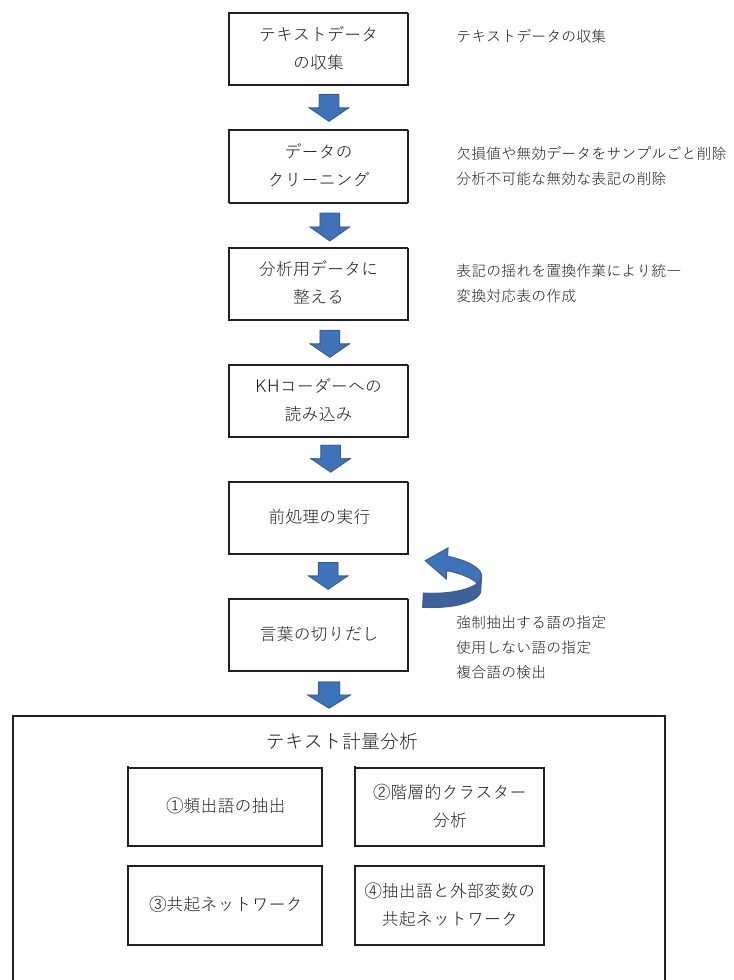 テキストデータ
の収集
テキストデータの収集
データの
クリーニング
欠損値や無効データをサンプルごと削除
分析不可能な無効な表記の削除
分析用データに
整える
表記の揺れを置換作業により統一
変換対応表の作成
KHコーダーへの
読み込み
前処理の実行
言葉の切りだし
強制抽出する語の指定
使用しない語の指定
複合語の検出
テキスト計量分析
①頻出語の抽出
②階層的クラスター
分析
③共起ネットワーク
④抽出語と外部変数の
共起ネットワーク